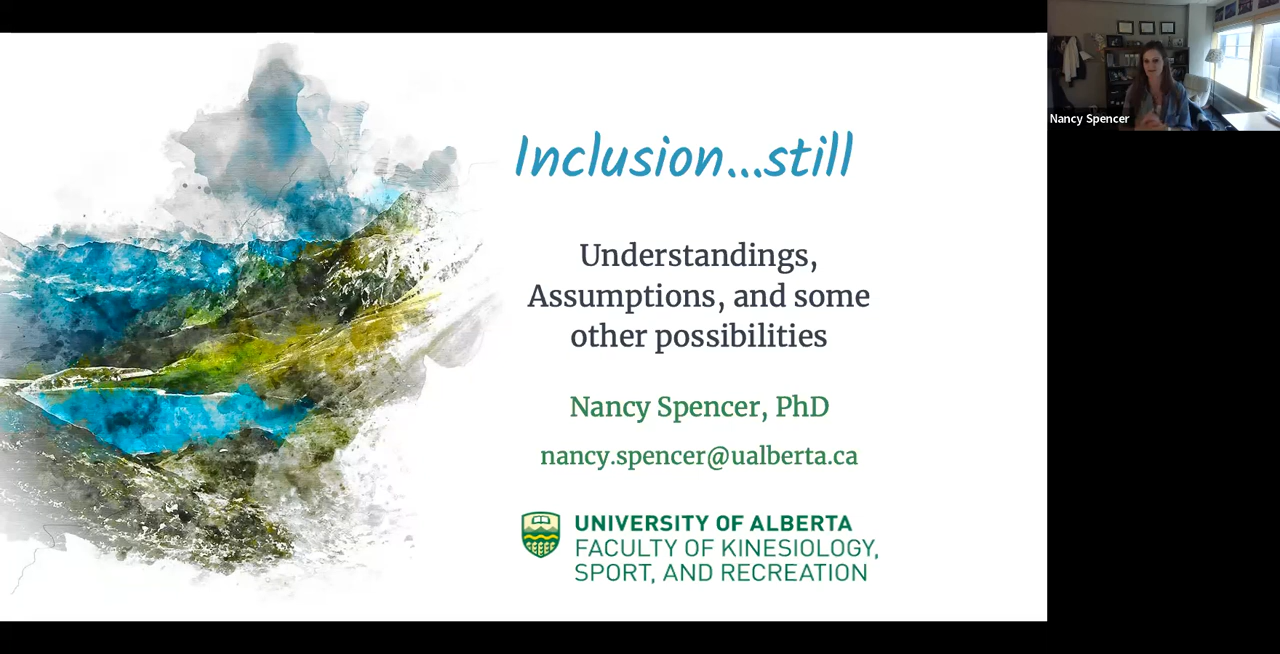 Inclusion...still
Understandings,
Assumptions, and some
other possibilities
Nancy Spencer, PhD
nancy.spencer@ualberta.ca
UNIVERSITY OF ALBERTA
FACULTY OF KINESIOLOGY,
SPORT, AND RECREATION
Nancy Spencer